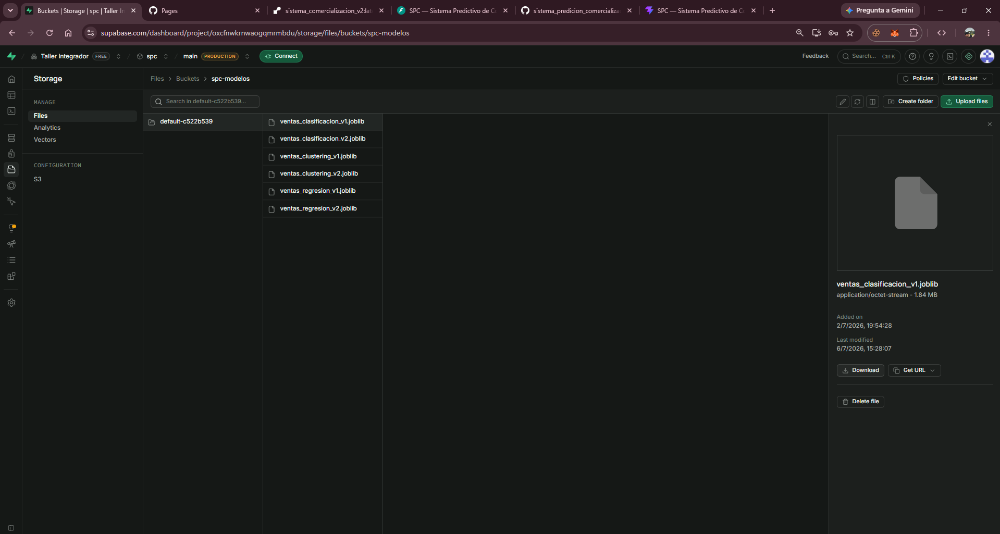 Buckets | Storage | spc | Taller In
Pages
sistema_comercializacion_v2:lat
SPC — Sistema Predictivo de Co
sistema_predicion_comercializa
SPC — Sistema Predictivo de Co
Pregunta a Gemini
supabase.com/dashboard/project/oxcfnwkrnwaogqmrmbdu/storage/files/buckets/spc-modelos
Taller Integrador FREE
spc
main PRODUCTION
Connect
Feedback
Search... Ctrl K
Storage
Files > Buckets > spc-modelos
Policies
Edit bucket
MANAGE
Files
Analytics
Vectors
CONFIGURATION
S3
Search in default-c522b539...
Create folder
Upload files
default-c522b539
ventas_clasificacion_v1.joblib
ventas_clasificacion_v2.joblib
ventas_clustering_v1.joblib
ventas_clustering_v2.joblib
ventas_regresion_v1.joblib
ventas_regresion_v2.joblib
ventas_clasificacion_v1.joblib
application/octet-stream - 1.84 MB
Added on
2/7/2026, 19:54:28
Last modified
6/7/2026, 15:28:07
Download
Get URL
Delete file